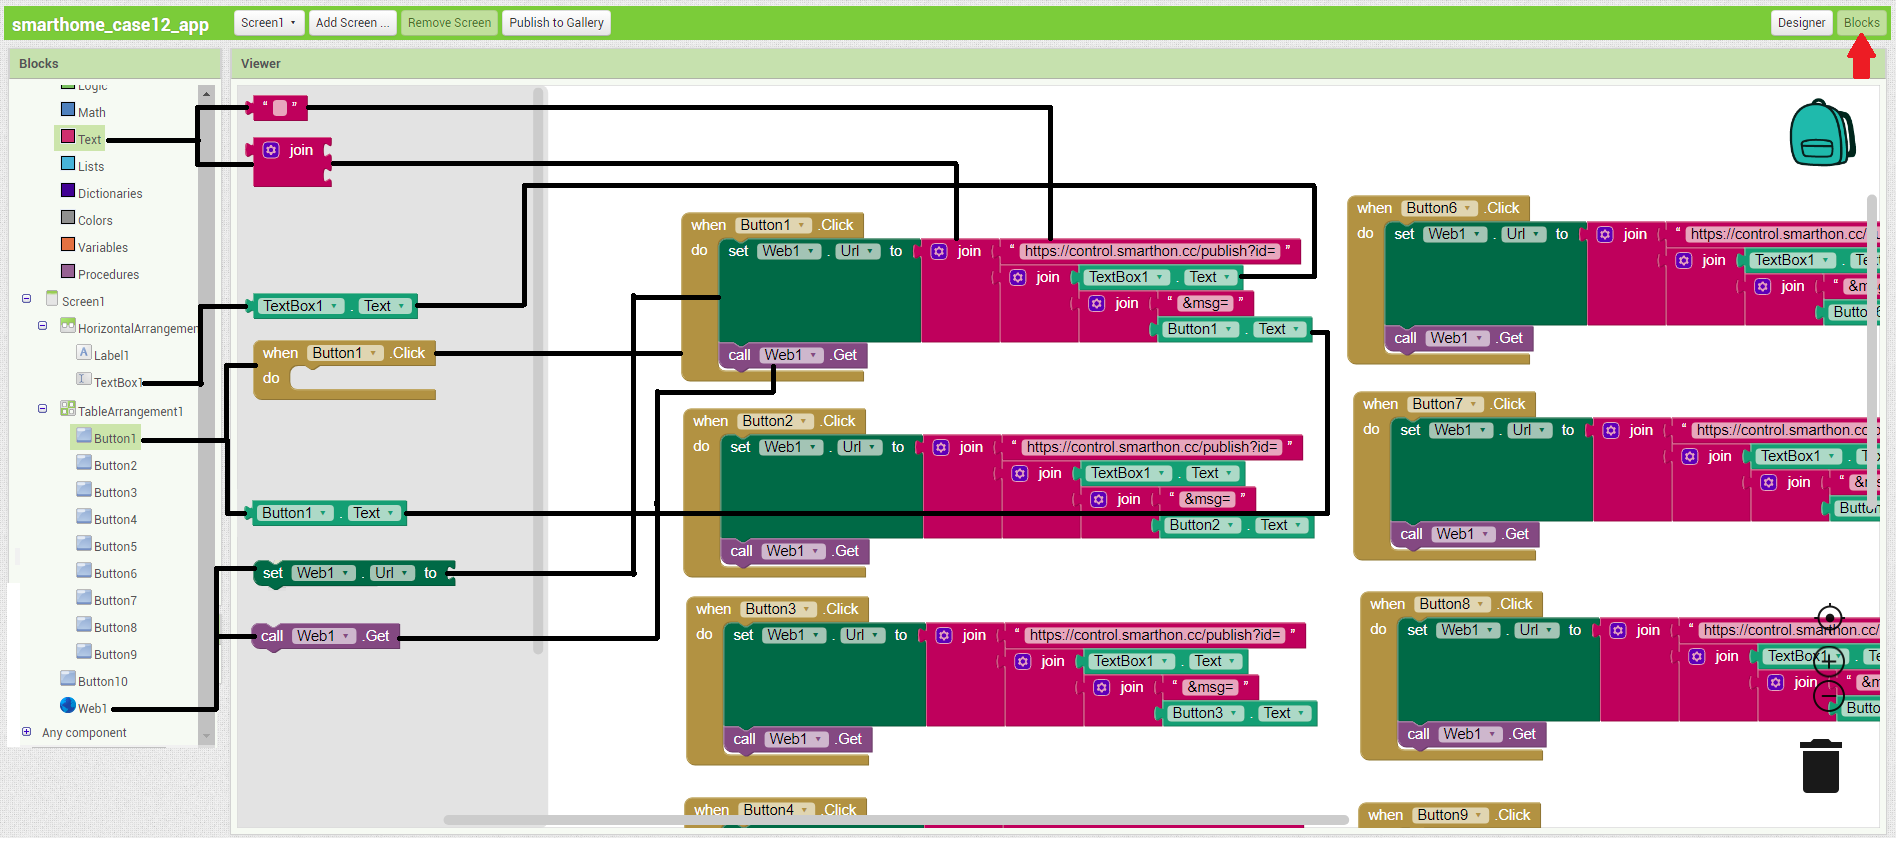 smarthome_case12_app
Screen1
Add Screen ...
Remove Screen
Publish to Gallery
Designer
Blocks
Blocks
Logic
Math
Text
Lists
Dictionaries
Colors
Variables
Procedures
Screen1
HorizontalArrangemen
Label1
TextBox1
TableArrangement1
Button1
Button2
Button3
Button4
Button5
Button6
Button7
Button8
Button9
Button10
Web1
Any component
Viewer
“ ”
join
TextBox1 . Text
when Button1 .Click
do
Button1 . Text
set Web1 . Url to
call Web1 .Get
when Button1 .Click
do set Web1 . Url to join “ https://control.smarthon.cc/publish?id= ”
join TextBox1 . Text
join “ &msg= ”
Button1 . Text
call Web1 .Get
when Button2 .Click
do set Web1 . Url to join “ https://control.smarthon.cc/publish?id= ”
join TextBox1 . Text
join “ &msg= ”
Button2 . Text
call Web1 .Get
when Button3 .Click
do set Web1 . Url to join “ https://control.smarthon.cc/publish?id= ”
join TextBox1 . Text
join “ &msg= ”
Button3 . Text
call Web1 .Get
when Button4 .Click
when Button6 .Click
do set Web1 . Url to join “ https://control.smarthon.cc/
join TextBox1 .
join “
Button
call Web1 .Get
when Button7 .Click
do set Web1 . Url to join “ https://control.smarthon.cc
join TextBox1 .
join “
call Web1 .Get
when Button8 .Click
do set Web1 . Url to join “ https://control.smarthon.cc/
join TextBox1
join “
call Web1 .Get
when Button9 .Click